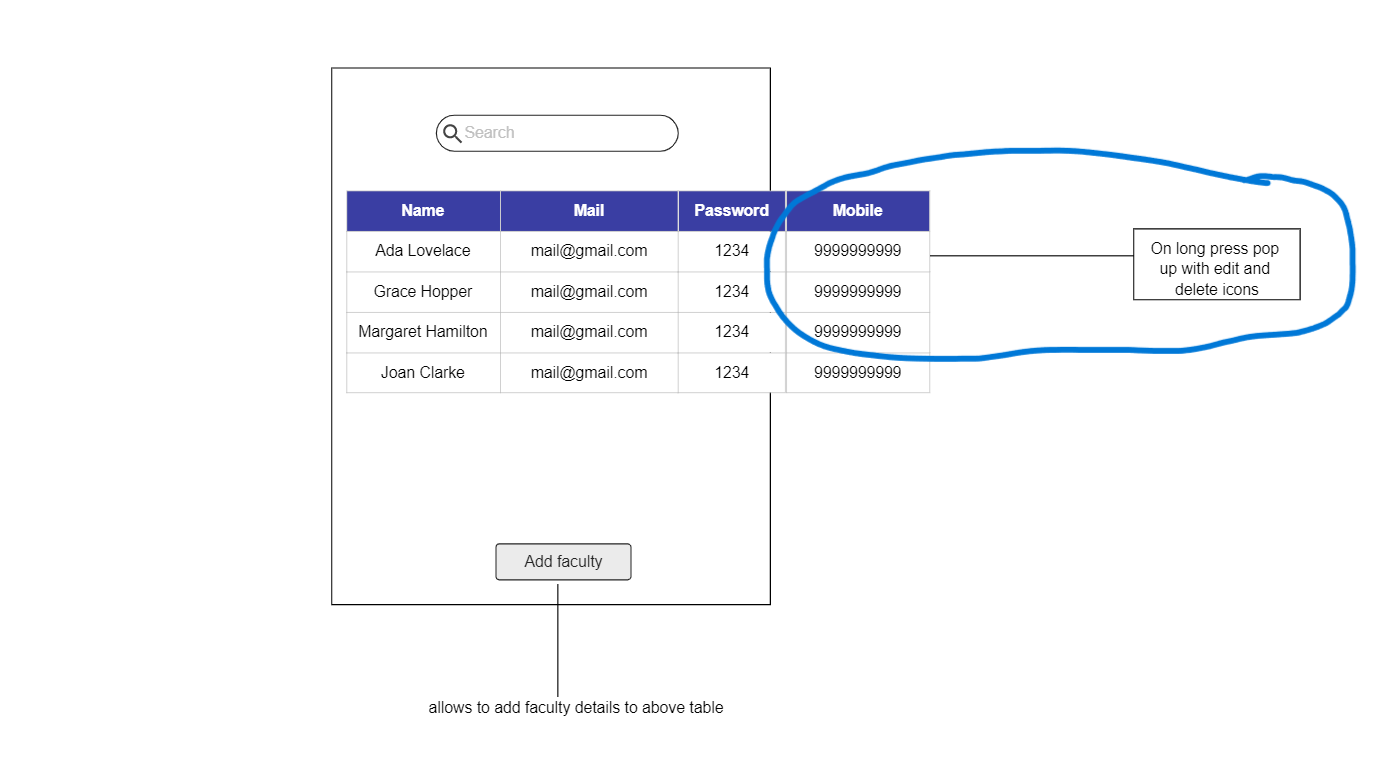 Search
Name Mail Password Mobile
Ada Lovelace mail@gmail.com 1234 9999999999
Grace Hopper mail@gmail.com 1234 9999999999
Margaret Hamilton mail@gmail.com 1234 9999999999
Joan Clarke mail@gmail.com 1234 9999999999
On long press pop
up with edit and
delete icons
Add faculty
allows to add faculty details to above table